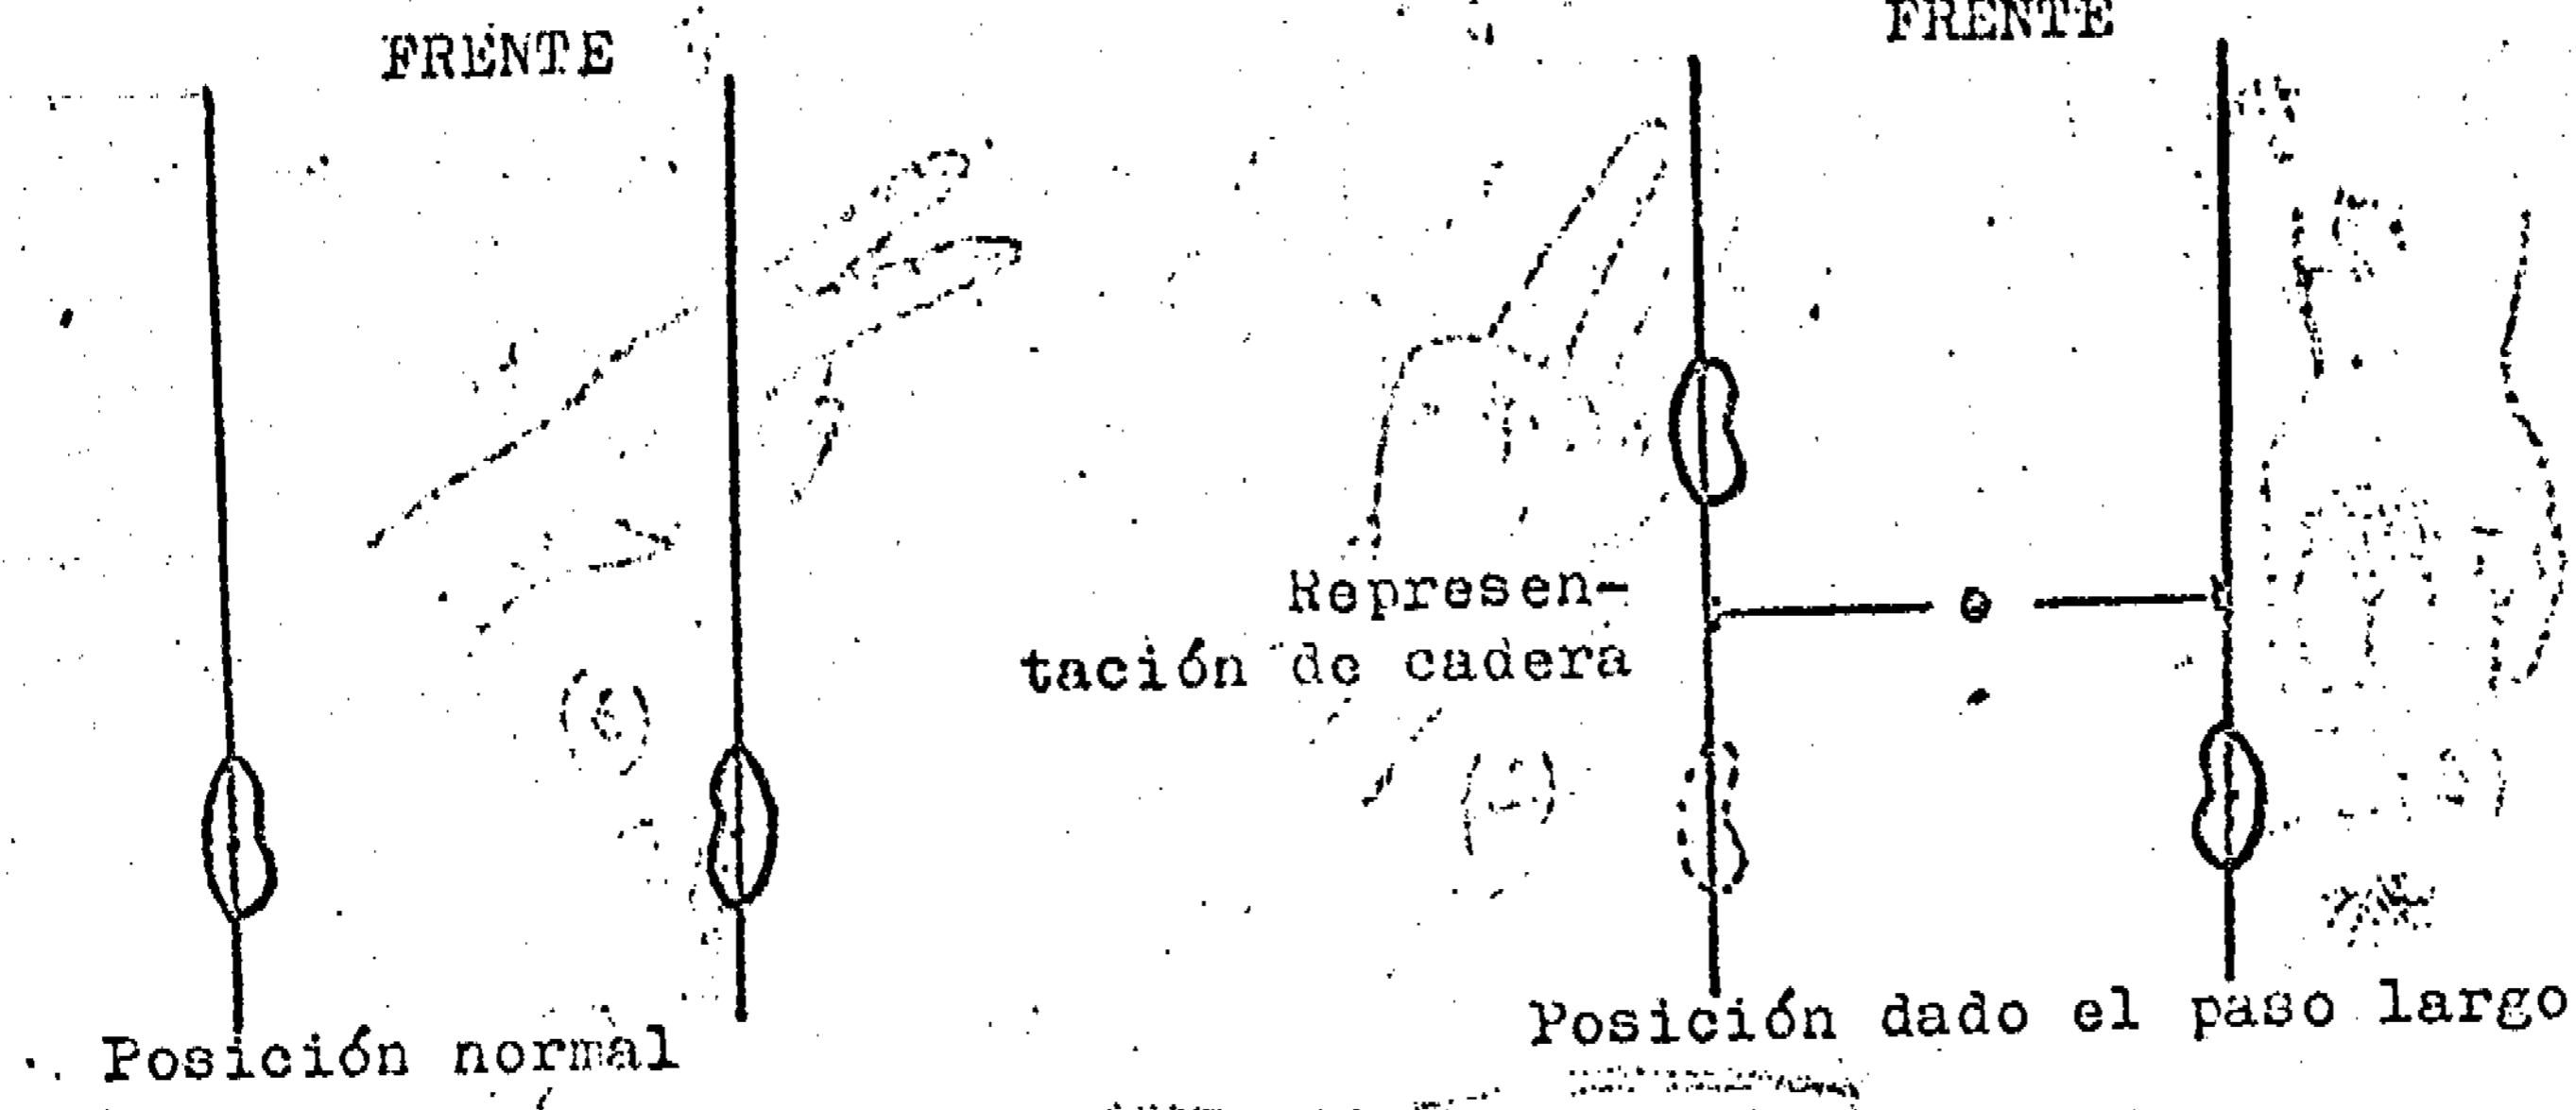 FRENTE
FRENTE
Represen-
tación de cadera
Posición normal
Posición dado el paso largo